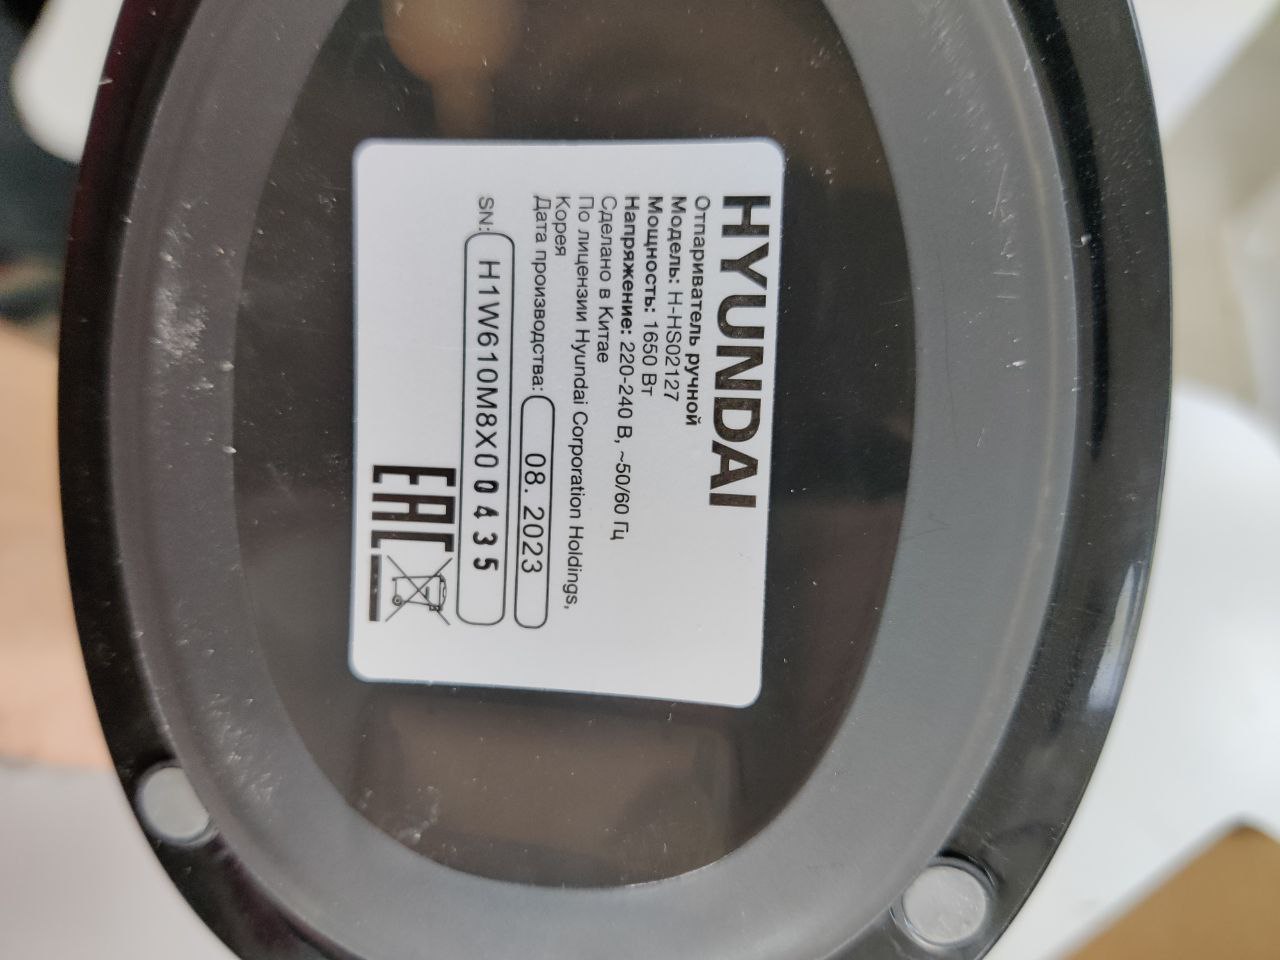 HYUNDAI
Отпариватель ручной
Модель: H-HS02127
Мощность: 1650 Вт
Напряжение: 220-240 В, ~50/60 Гц
Сделано в Китае
По лицензии Hyundai Corporation Holdings,
Корея
Дата производства: 08. 2023
SN: H1W610M8X00435
EAC